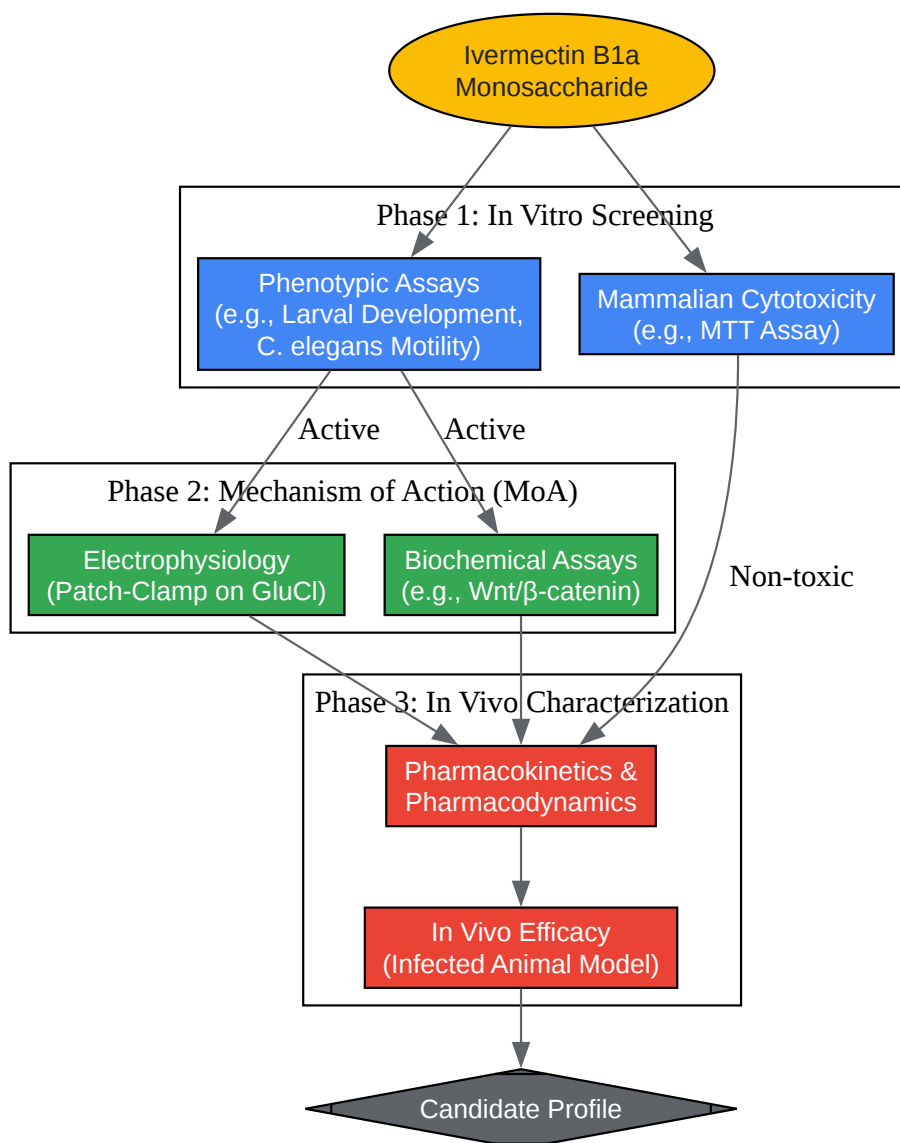 Ivermectin B1a
Monosaccharide
Phase 1: In Vitro Screening
Phenotypic Assays
(e.g., Larval Development,
C. elegans Motility)
Mammalian Cytotoxicity
(e.g., MTT Assay)
Active
Active
Phase 2: Mechanism of Action (MoA)
Electrophysiology
(Patch-Clamp on GluCl)
Biochemical Assays
(e.g., Wnt/β-catenin)
Non-toxic
Phase 3: In Vivo Characterization
Pharmacokinetics &
Pharmacodynamics
In Vivo Efficacy
(Infected Animal Model)
Candidate Profile